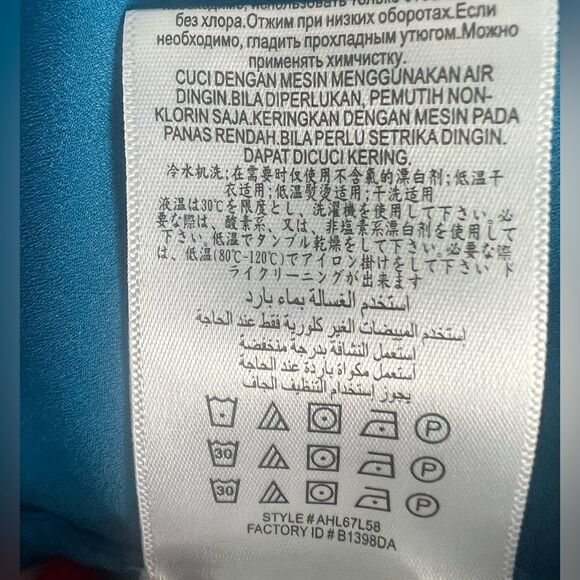 использовать только
без хлора.Отжим при низких оборотах.Если
необходимо, гладить прохладным утюгом.Можно
применять химчистку.
CUCI DENGAN MESIN MENGGUNAKAN AIR
DINGIN.BILA DIPERLUKAN, PEMUTIH NON-
KLORIN SAJA.KERINGKAN DENGAN MESIN PADA
PANAS RENDAH.BILA PERLU SETRIKA DINGIN.
DAPAT DICUCI KERING.
冷水机洗;在需要时仅使用不含氯的漂白剂;低温干
衣适用;低温熨烫适用;干洗适用
液温は30℃を限度とし、洗濯機を使用して下さい。必
要な際は、酸素系、又は、非塩素系漂白剤を使用して
下さい。低温でタンブル乾燥をして下さい。必要な際
は、低温(80℃-120℃)でアイロン掛けをして下さい ド
ライクリーニングが出来ます
استخدم الغسالة بماء بارد
استخدم المبيضات الغير كلورية فقط عند الحاجة
استعمل النشافة بدرجة منخفضة
استعمل مكواة باردة عند الحاجة
يجوز إستخدام التنظيف الجاف
P
30 P
30 P
STYLE # AHL67L58
FACTORY ID # B1398DA